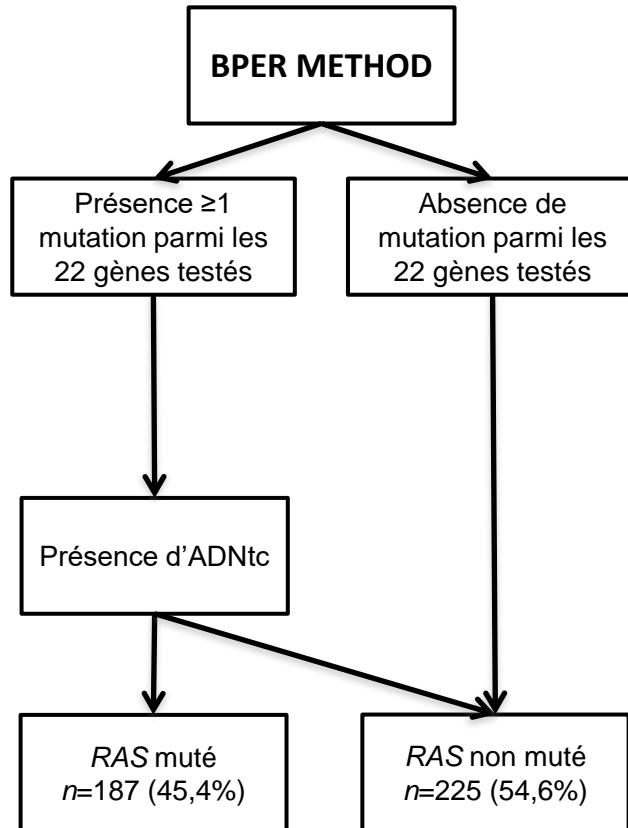 BPER METHOD
Présence ≥1
mutation parmi les
22 gènes testés
Absence de
mutation parmi les
22 gènes testés
Présence d’ADNtc
RAS muté
n=187 (45,4%)
RAS non muté
n=225 (54,6%)